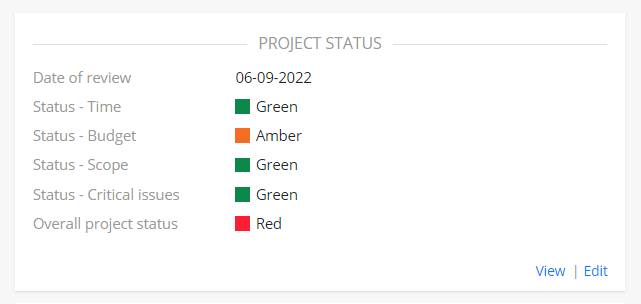 PROJECT STATUS
Date of review 06-09-2022
Status - Time Green
Status - Budget Amber
Status - Scope Green
Status - Critical issues Green
Overall project status Red
View | Edit